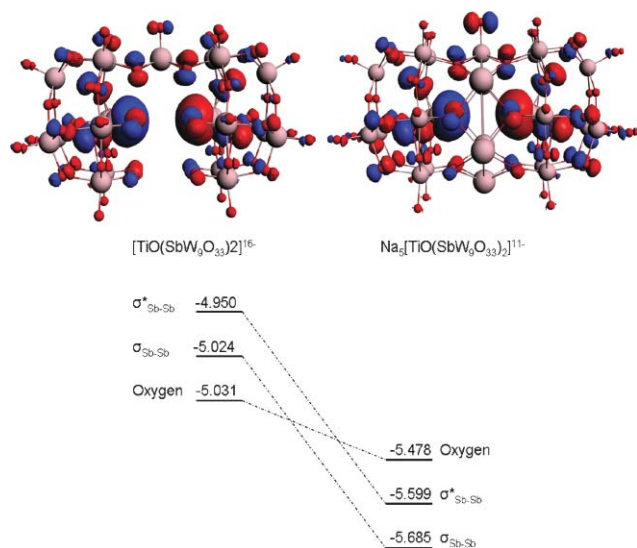 [TiO(SbW₉O₃₃)2]¹⁶⁻ Na₅[TiO(SbW₉O₃₃)₂]¹¹⁻
σ*Sb-Sb -4.950
σSb-Sb -5.024
Oxygen -5.031
-5.478 Oxygen
-5.599 σ*Sb-Sb
-5.685 σSb-Sb